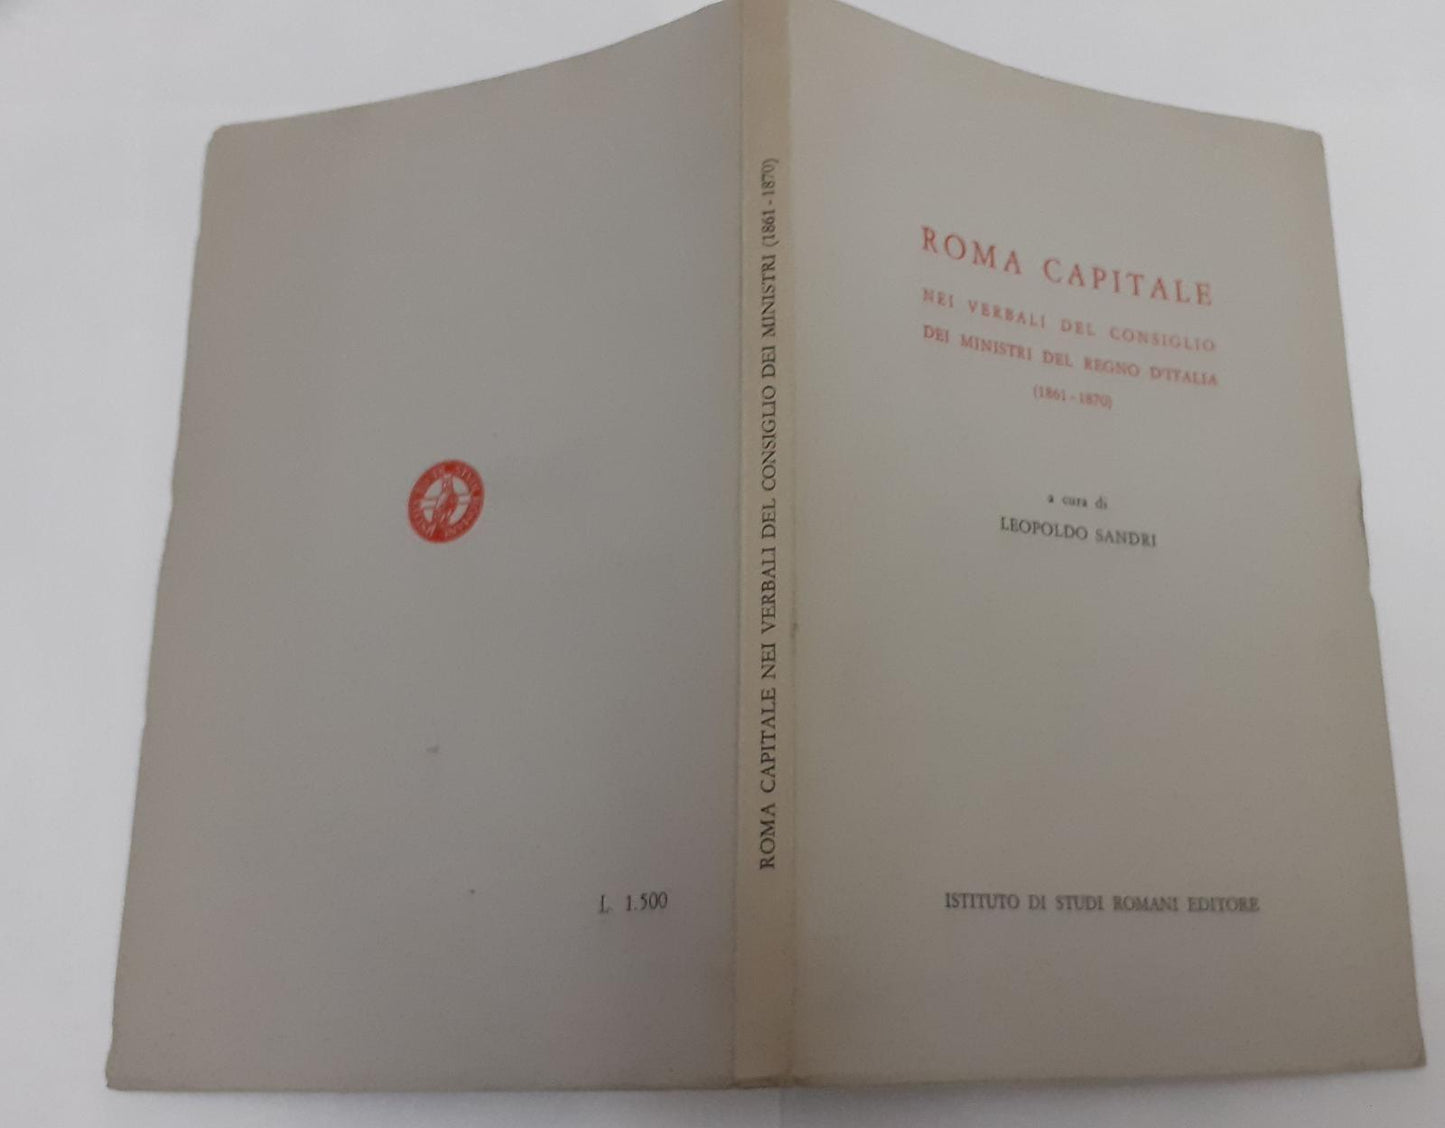 ROMA CAPITALE
NEI VERBALI DEL CONSIGLIO
DEI MINISTRI DEL REGNO D'ITALIA
(1861 - 1870)
a cura di
LEOPOLDO SANDRI
ISTITUTO DI STUDI ROMANI EDITORE
ROMA CAPITALE NEI VERBALI DEL CONSIGLIO DEI MINISTRI (1861 - 1870)
L. 1.500